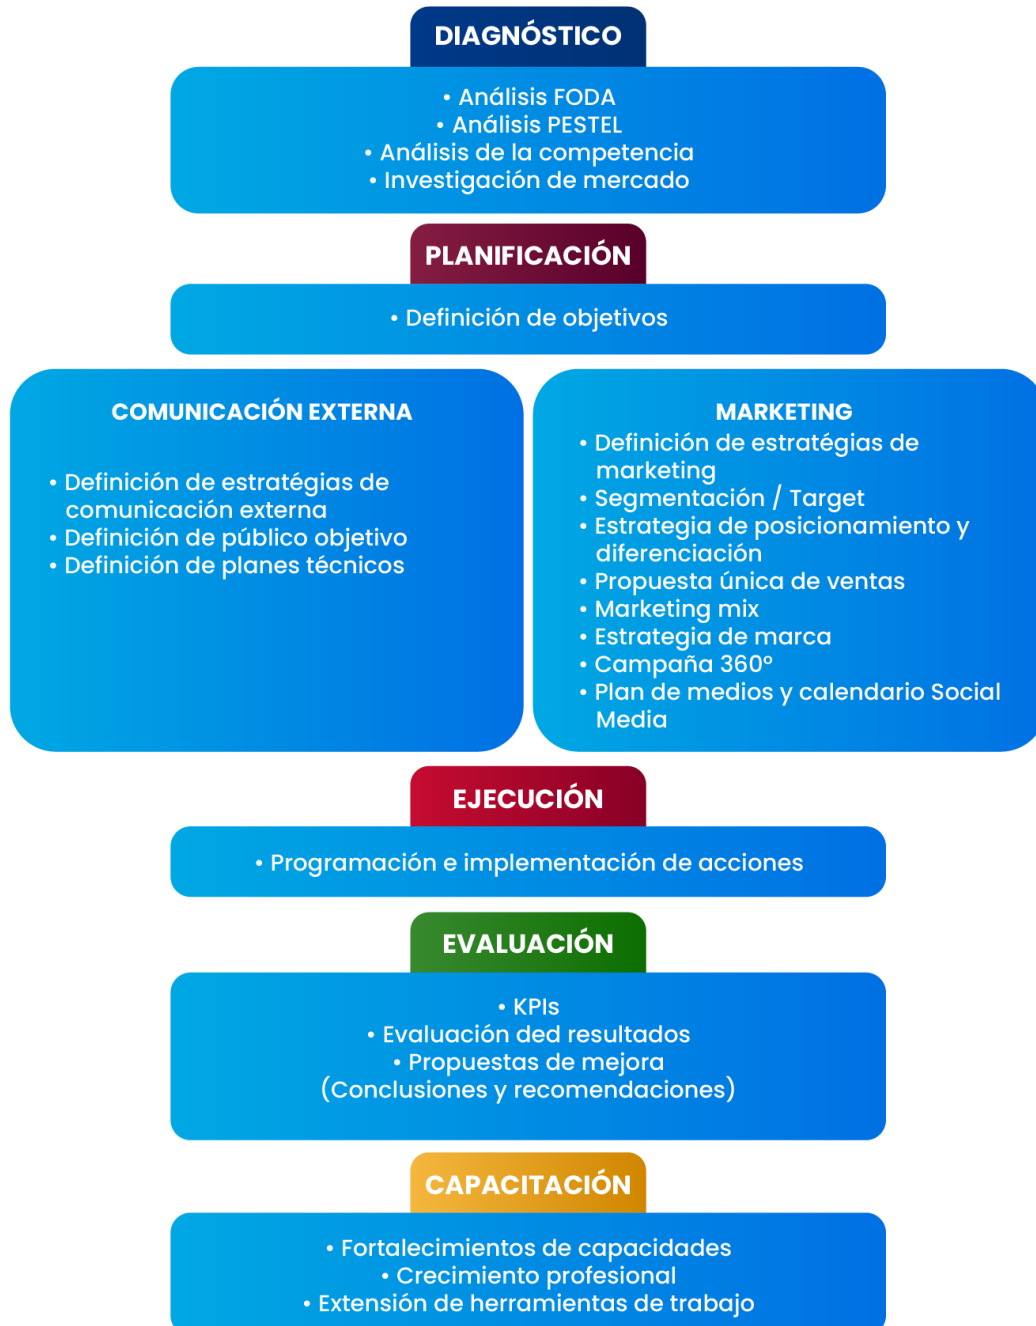 DIAGNÓSTICO
• Análisis FODA
• Análisis PESTEL
• Análisis de la competencia
• Investigación de mercado
PLANIFICACIÓN
• Definición de objetivos
COMUNICACIÓN EXTERNA
• Definición de estratégias de
comunicación externa
• Definición de público objetivo
• Definición de planes técnicos
MARKETING
• Definición de estratégias de
marketing
• Segmentación / Target
• Estrategia de posicionamiento y
diferenciación
• Propuesta única de ventas
• Marketing mix
• Estrategia de marca
• Campaña 360°
• Plan de medios y calendario Social
Media
EJECUCIÓN
• Programación e implementación de acciones
EVALUACIÓN
• KPIs
• Evaluación ded resultados
• Propuestas de mejora
(Conclusiones y recomendaciones)
CAPACITACIÓN
• Fortalecimientos de capacidades
• Crecimiento profesional
• Extensión de herramientas de trabajo